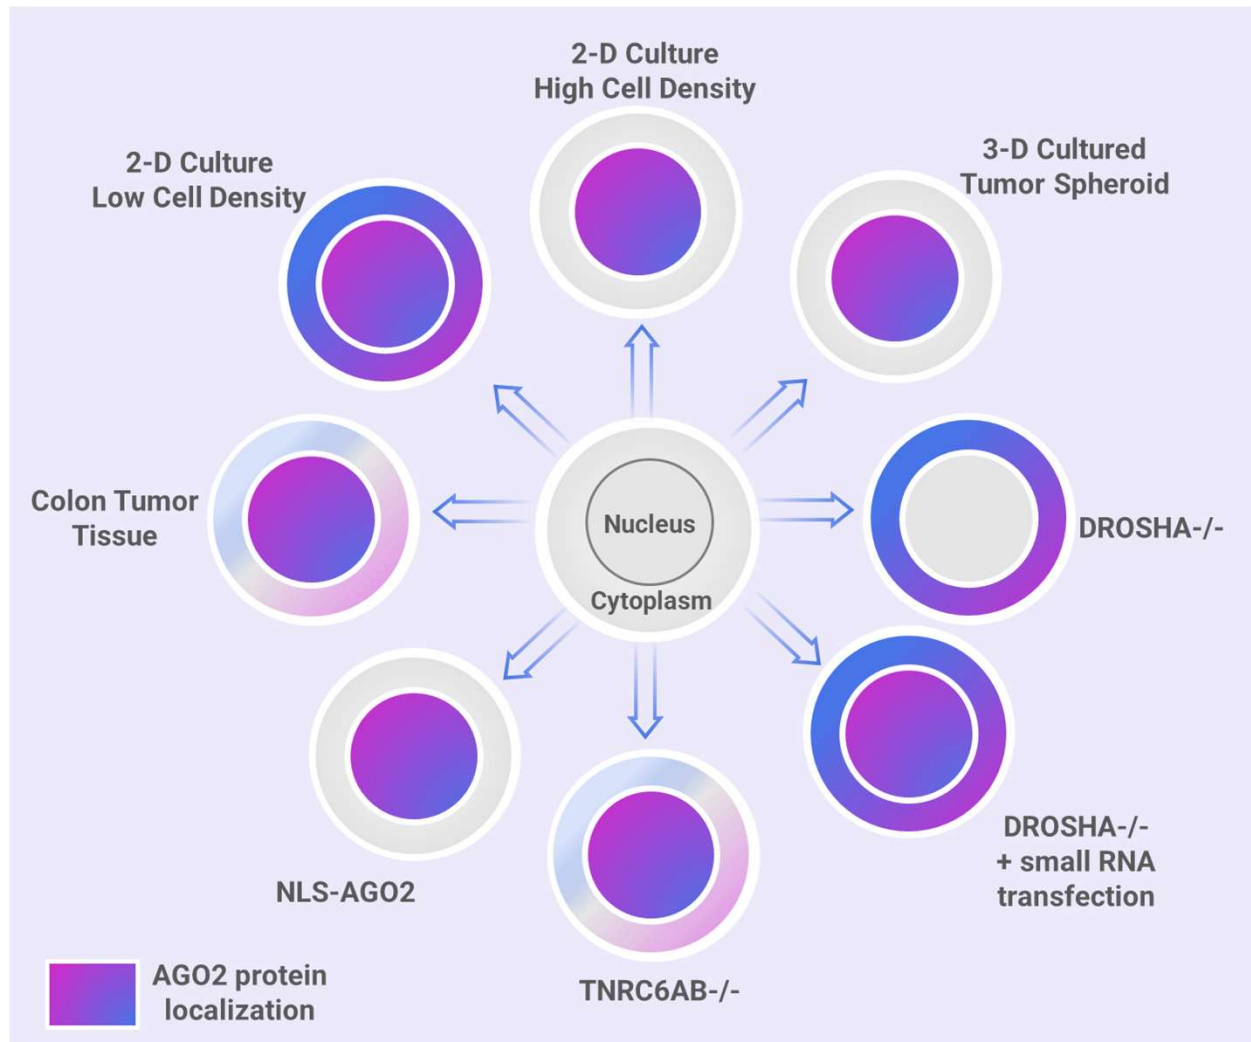 2-D Culture
High Cell Density
2-D Culture
Low Cell Density
3-D Cultured
Tumor Spheroid
Colon Tumor
Tissue
Nucleus
Cytoplasm
DROSHA-/-
DROSHA-/-
+ small RNA
transfection
NLS-AGO2
TNRC6AB-/-
AGO2 protein
localization